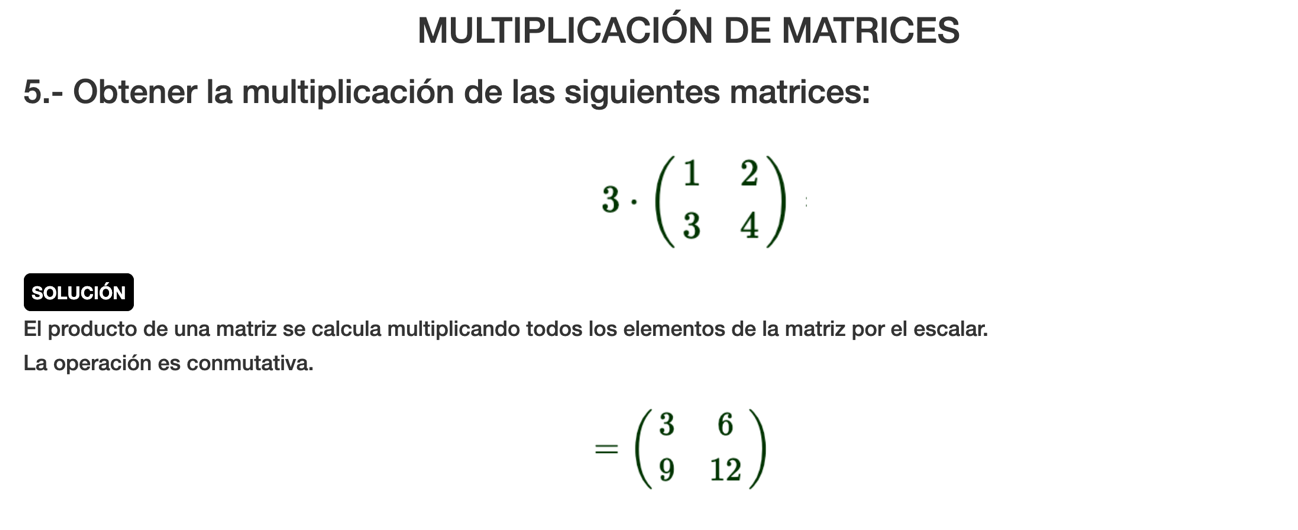 MULTIPLICACIÓN DE MATRICES
5.- Obtener la multiplicación de las siguientes matrices:
3 · ( 1 2
3 4 ) :
SOLUCIÓN
El producto de una matriz se calcula multiplicando todos los elementos de la matriz por el escalar.
La operación es conmutativa.
= ( 3 6
9 12 )